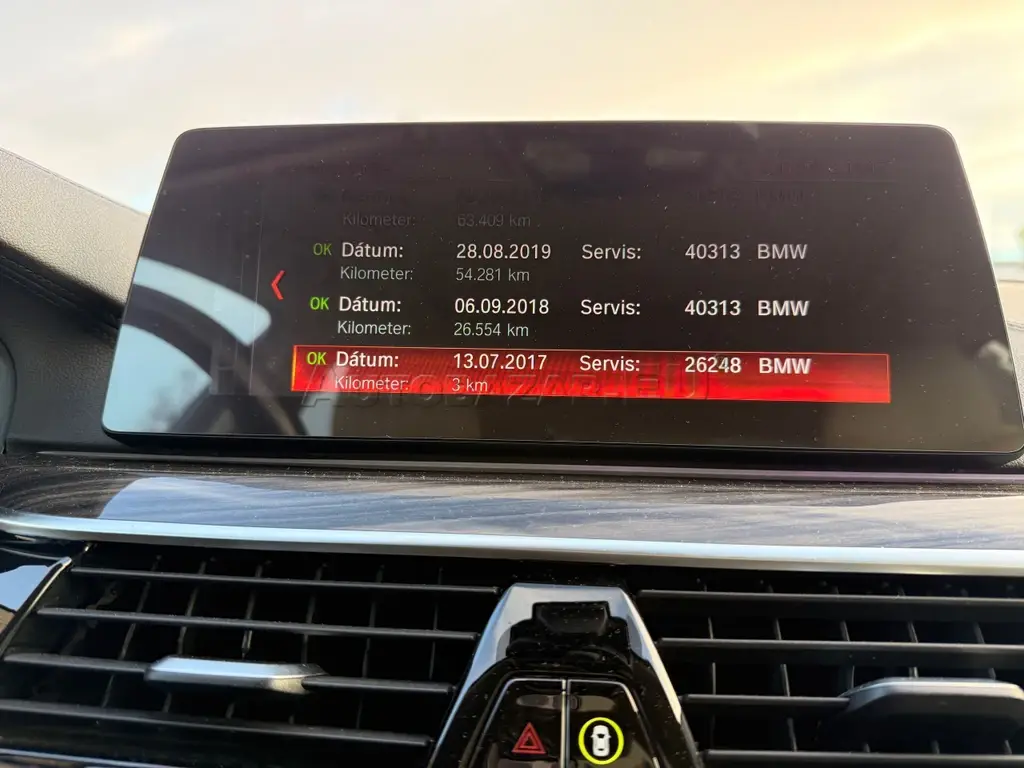 Kilometer: 63.409 km
OK Dátum: 28.08.2019 Servis: 40313 BMW
Kilometer: 54.281 km
OK Dátum: 06.09.2018 Servis: 40313 BMW
Kilometer: 26.554 km
OK Dátum: 13.07.2017 Servis: 26248 BMW
Kilometer: 3 km
AUTOBAZAR.EU